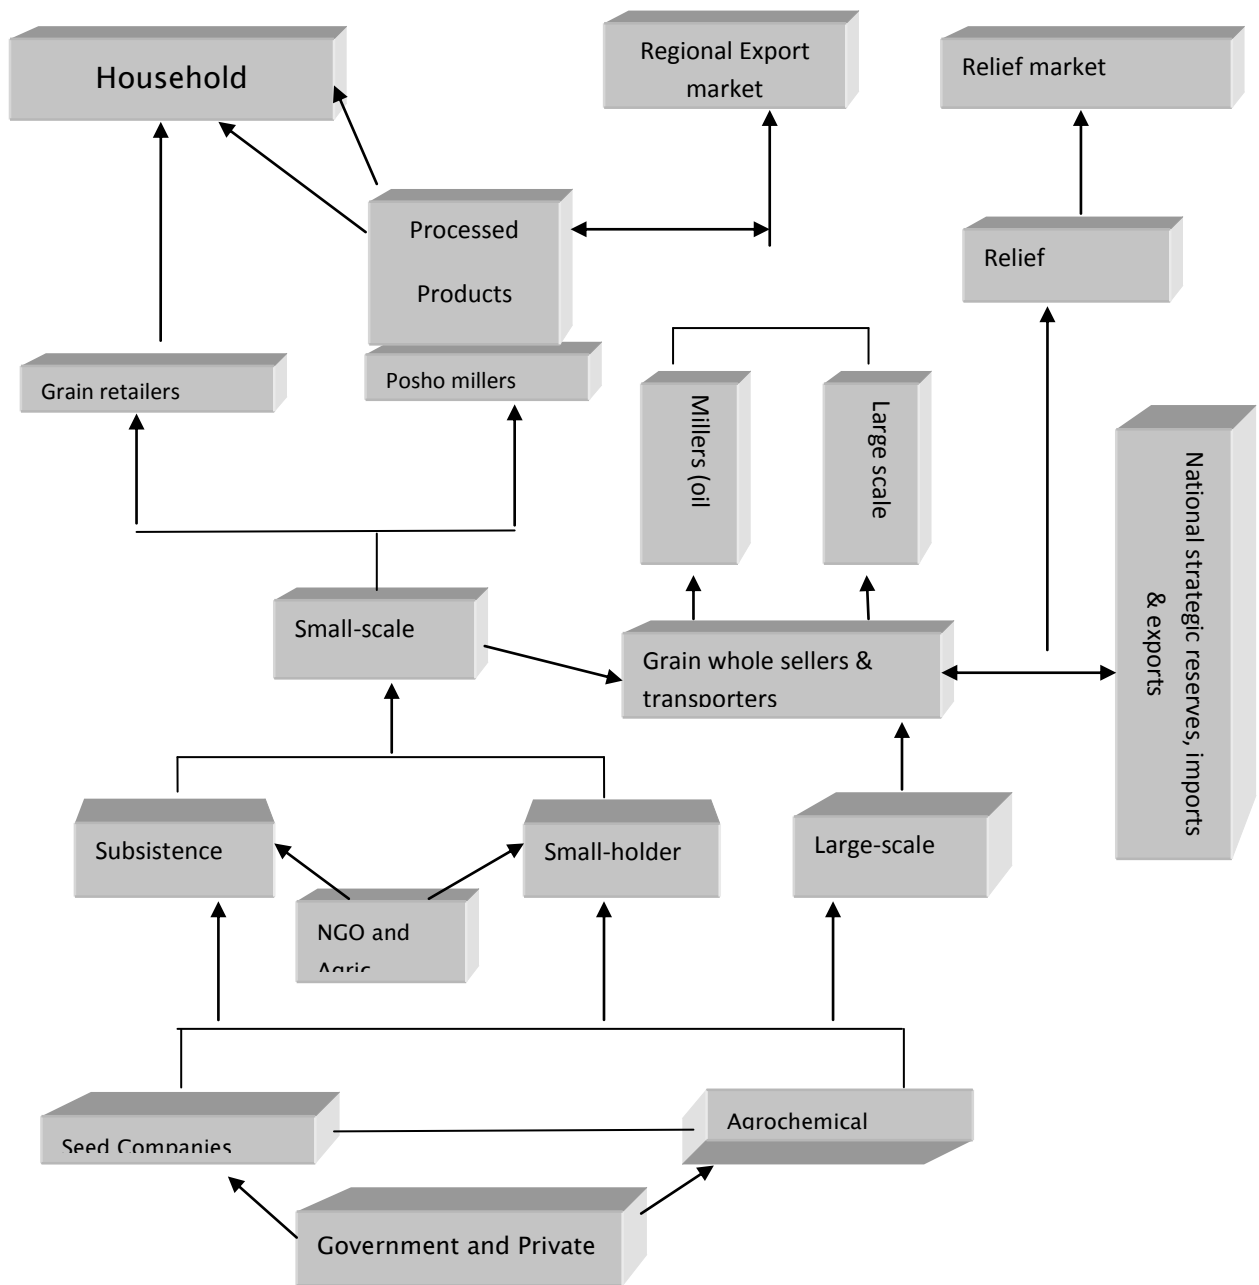 Household
Regional Export
market
Relief market
Processed
Products
Relief
Grain retailers
Posho millers
Millers (oil
Large scale
National strategic reserves, imports
& exports
Small-scale
Grain whole sellers &
transporters
Subsistence
Small-holder
Large-scale
NGO and
Agric
Seed Companies
Agrochemical
Government and Private